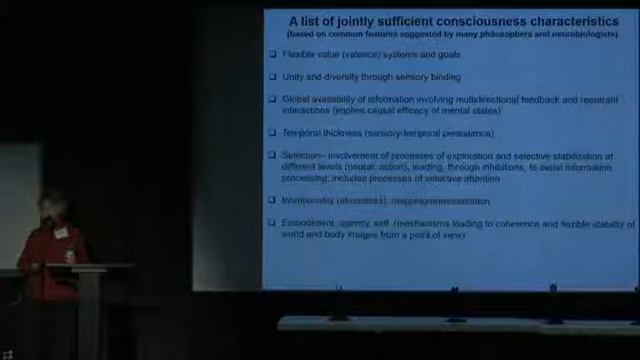 A list of jointly sufficient consciousness characteristics
(based on common features suggested by many philosophers and neurobiologists)
Flexible value (valence) systems and goals
Unity and diversity through sensory binding
Global availability of information involving multidirectional feedback and reentrant
interactions (implies causal efficacy of mental states)
Temporal thickness (sensory-temporal persistence)
Selection– involvement of processes of exploration and selective stabilization at
different levels (neural, action), leading, through inhibitions, to serial information
processing; includes processes of selective attention
Intentionality (aboutness): mapping/representation
Embodiment, agency, self (mechanisms leading to coherence and flexible stability of
world and body images from a point of view)